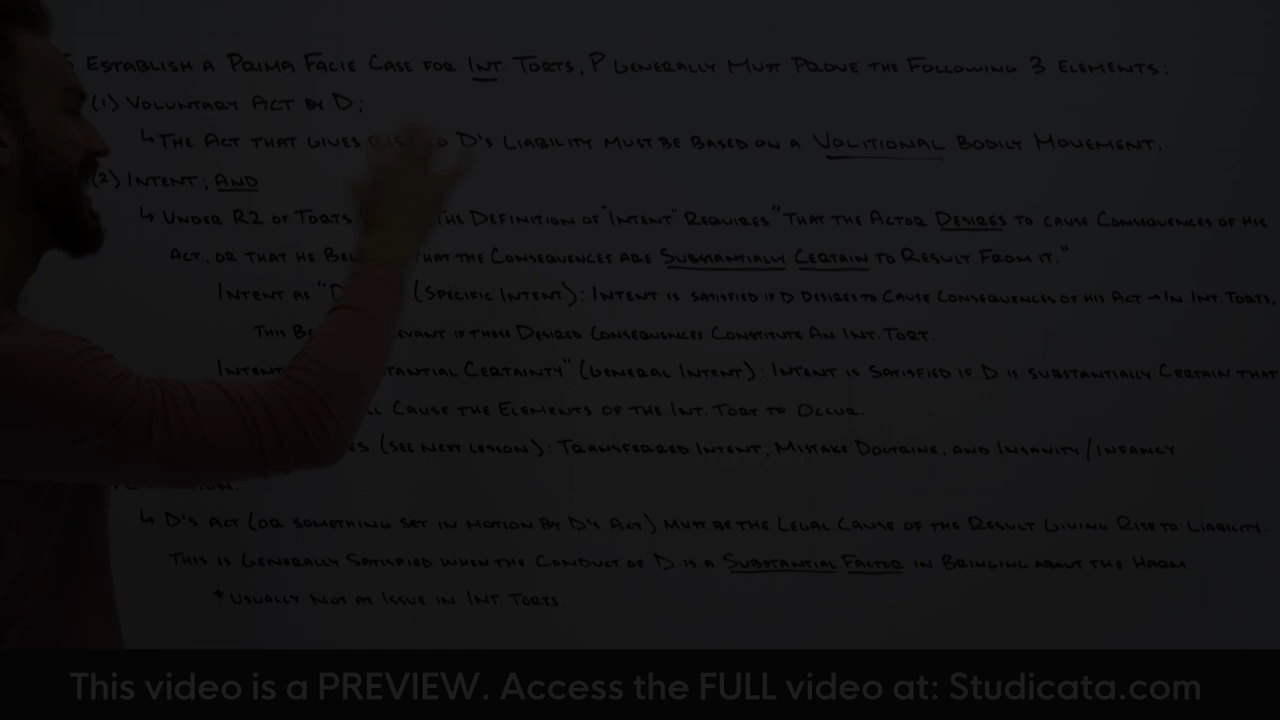 ESTABLISH A PRIMA FACIE CASE FOR INT. TORTS, P GENERALLY MUST PROVE THE FOLLOWING 3 ELEMENTS:
(1) VOLUNTARY ACT BY D;
↳ THE ACT THAT GIVES D'S LIABILITY MUST BE BASED ON A VOLITIONAL BODILY MOVEMENT.
(2) INTENT; AND
↳ UNDER R2 OF TORTS THE DEFINITION OF "INTENT" REQUIRES "THAT THE ACTOR DESIRES TO CAUSE CONSEQUENCES OF HIS
ACT, OR THAT HE THAT THE CONSEQUENCES ARE SUBSTANTIALLY CERTAIN TO RESULT FROM IT."
INTENT AS (SPECIFIC INTENT): INTENT IS SATISFIED IF D DESIRES TO CAUSE CONSEQUENCES OF HIS ACT → IN INT. TORTS,
THIS IF THOSE DESIRED CONSEQUENCES CONSTITUTE AN INT. TORT.
CERTAINTY" (GENERAL INTENT): INTENT IS SATISFIED IF D IS SUBSTANTIALLY CERTAIN THAT
CAUSE THE ELEMENTS OF THE INT. TORT TO OCCUR.
(SEE NEXT LESSON): TRANSFERRED INTENT, MISTAKE DOCTRINE, AND INSANITY/INFANCY
↳ D'S ACT (OR SOMETHING SET IN MOTION BY D'S ACT) MUST BE THE LEGAL CAUSE OF THE RESULT GIVING RISE TO LIABILITY.
THIS IS GENERALLY SATISFIED WHEN THE CONDUCT OF D IS A SUBSTANTIAL FACTOR IN BRINGING ABOUT THE HARM.
* USUALLY NOT AT ISSUE IN INT. TORTS.
This video is a PREVIEW. Access the FULL video at: Studicata.com